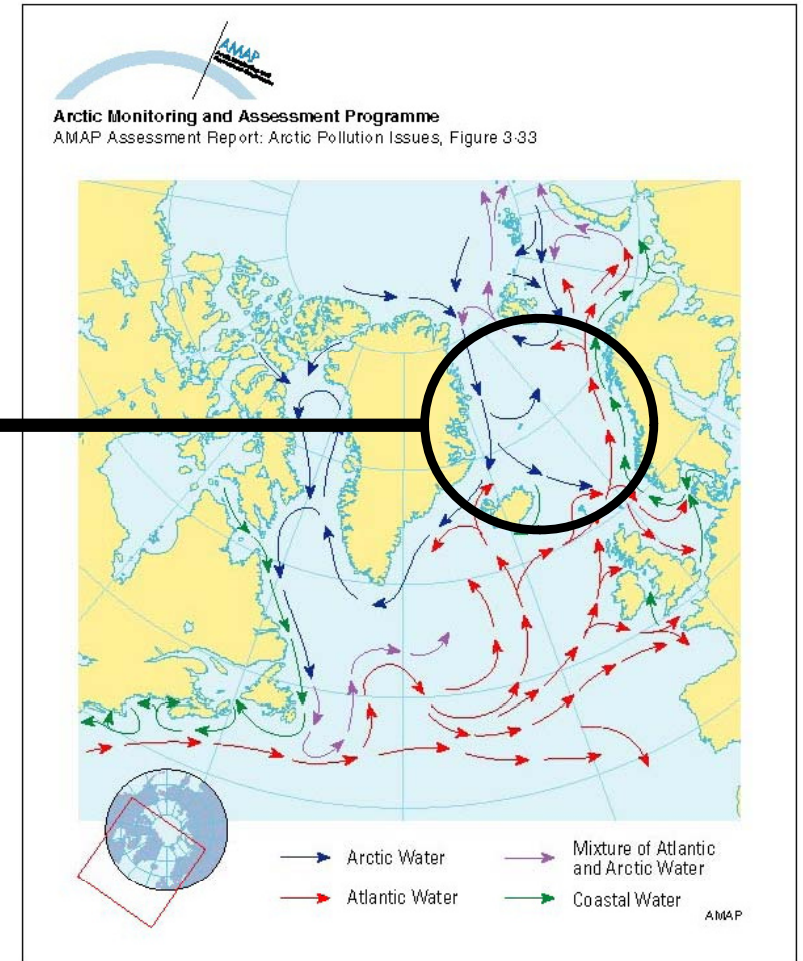 AMAP
Arctic Monitoring and Assessment Programme
AMAP Assessment Report: Arctic Pollution Issues, Figure 3·33
Arctic Water
Mixture of Atlantic
and Arctic Water
Atlantic Water
Coastal Water
AMAP